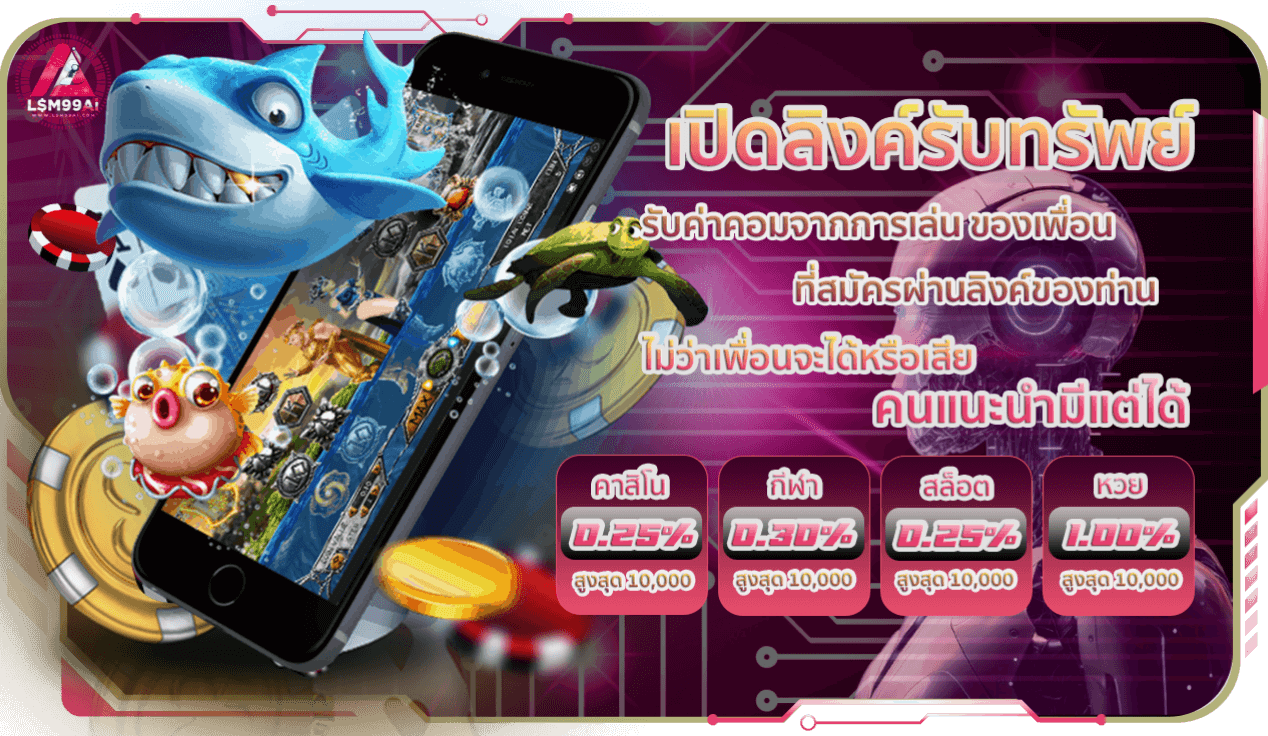 L$M99Ai
WWW.LSM99AI.COM
เปิดลิงค์รับทรัพย์
รับค่าคอมจากการเล่น ของเพื่อน
ที่สมัครผ่านลิงค์ของท่าน
ไม่ว่าเพื่อนจะได้หรือเสีย
คนแนะนำมีแต่ได้
คาสิโน
0.25%
สูงสุด 10,000
กีฬา
0.30%
สูงสุด 10,000
สล็อต
0.25%
สูงสุด 10,000
หวย
1.00%
สูงสุด 10,000
MAX